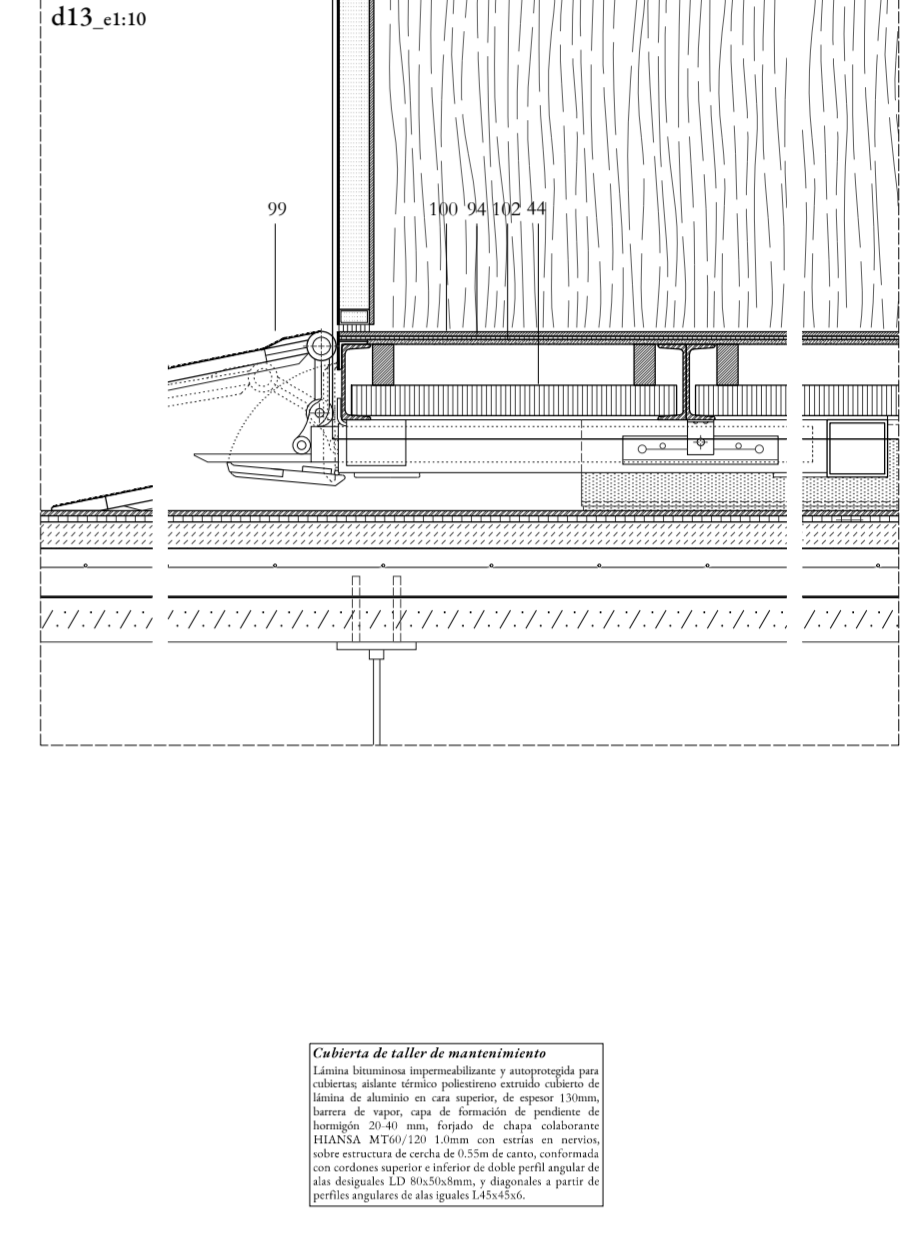 d13_e1:10
99
100 94 102 44
Cubierta de taller de mantenimiento
Lámina bituminosa impermeabilizante y autoprotegida para
cubiertas; aislante térmico poliestireno extruido cubierto de
lámina de aluminio en cara superior, de espesor 130mm,
barrera de vapor, capa de formación de pendiente de
hormigón 20-40 mm, forjado de chapa colaborante
HIANSA MT60/120 1.0mm con estrías en nervios,
sobre estructura de cercha de 0.55m de canto, conformada
con cordones superior e inferior de doble perfil angular de
alas desiguales LD 80x50x8mm, y diagonales a partir de
perfiles angulares de alas iguales L45x45x6.